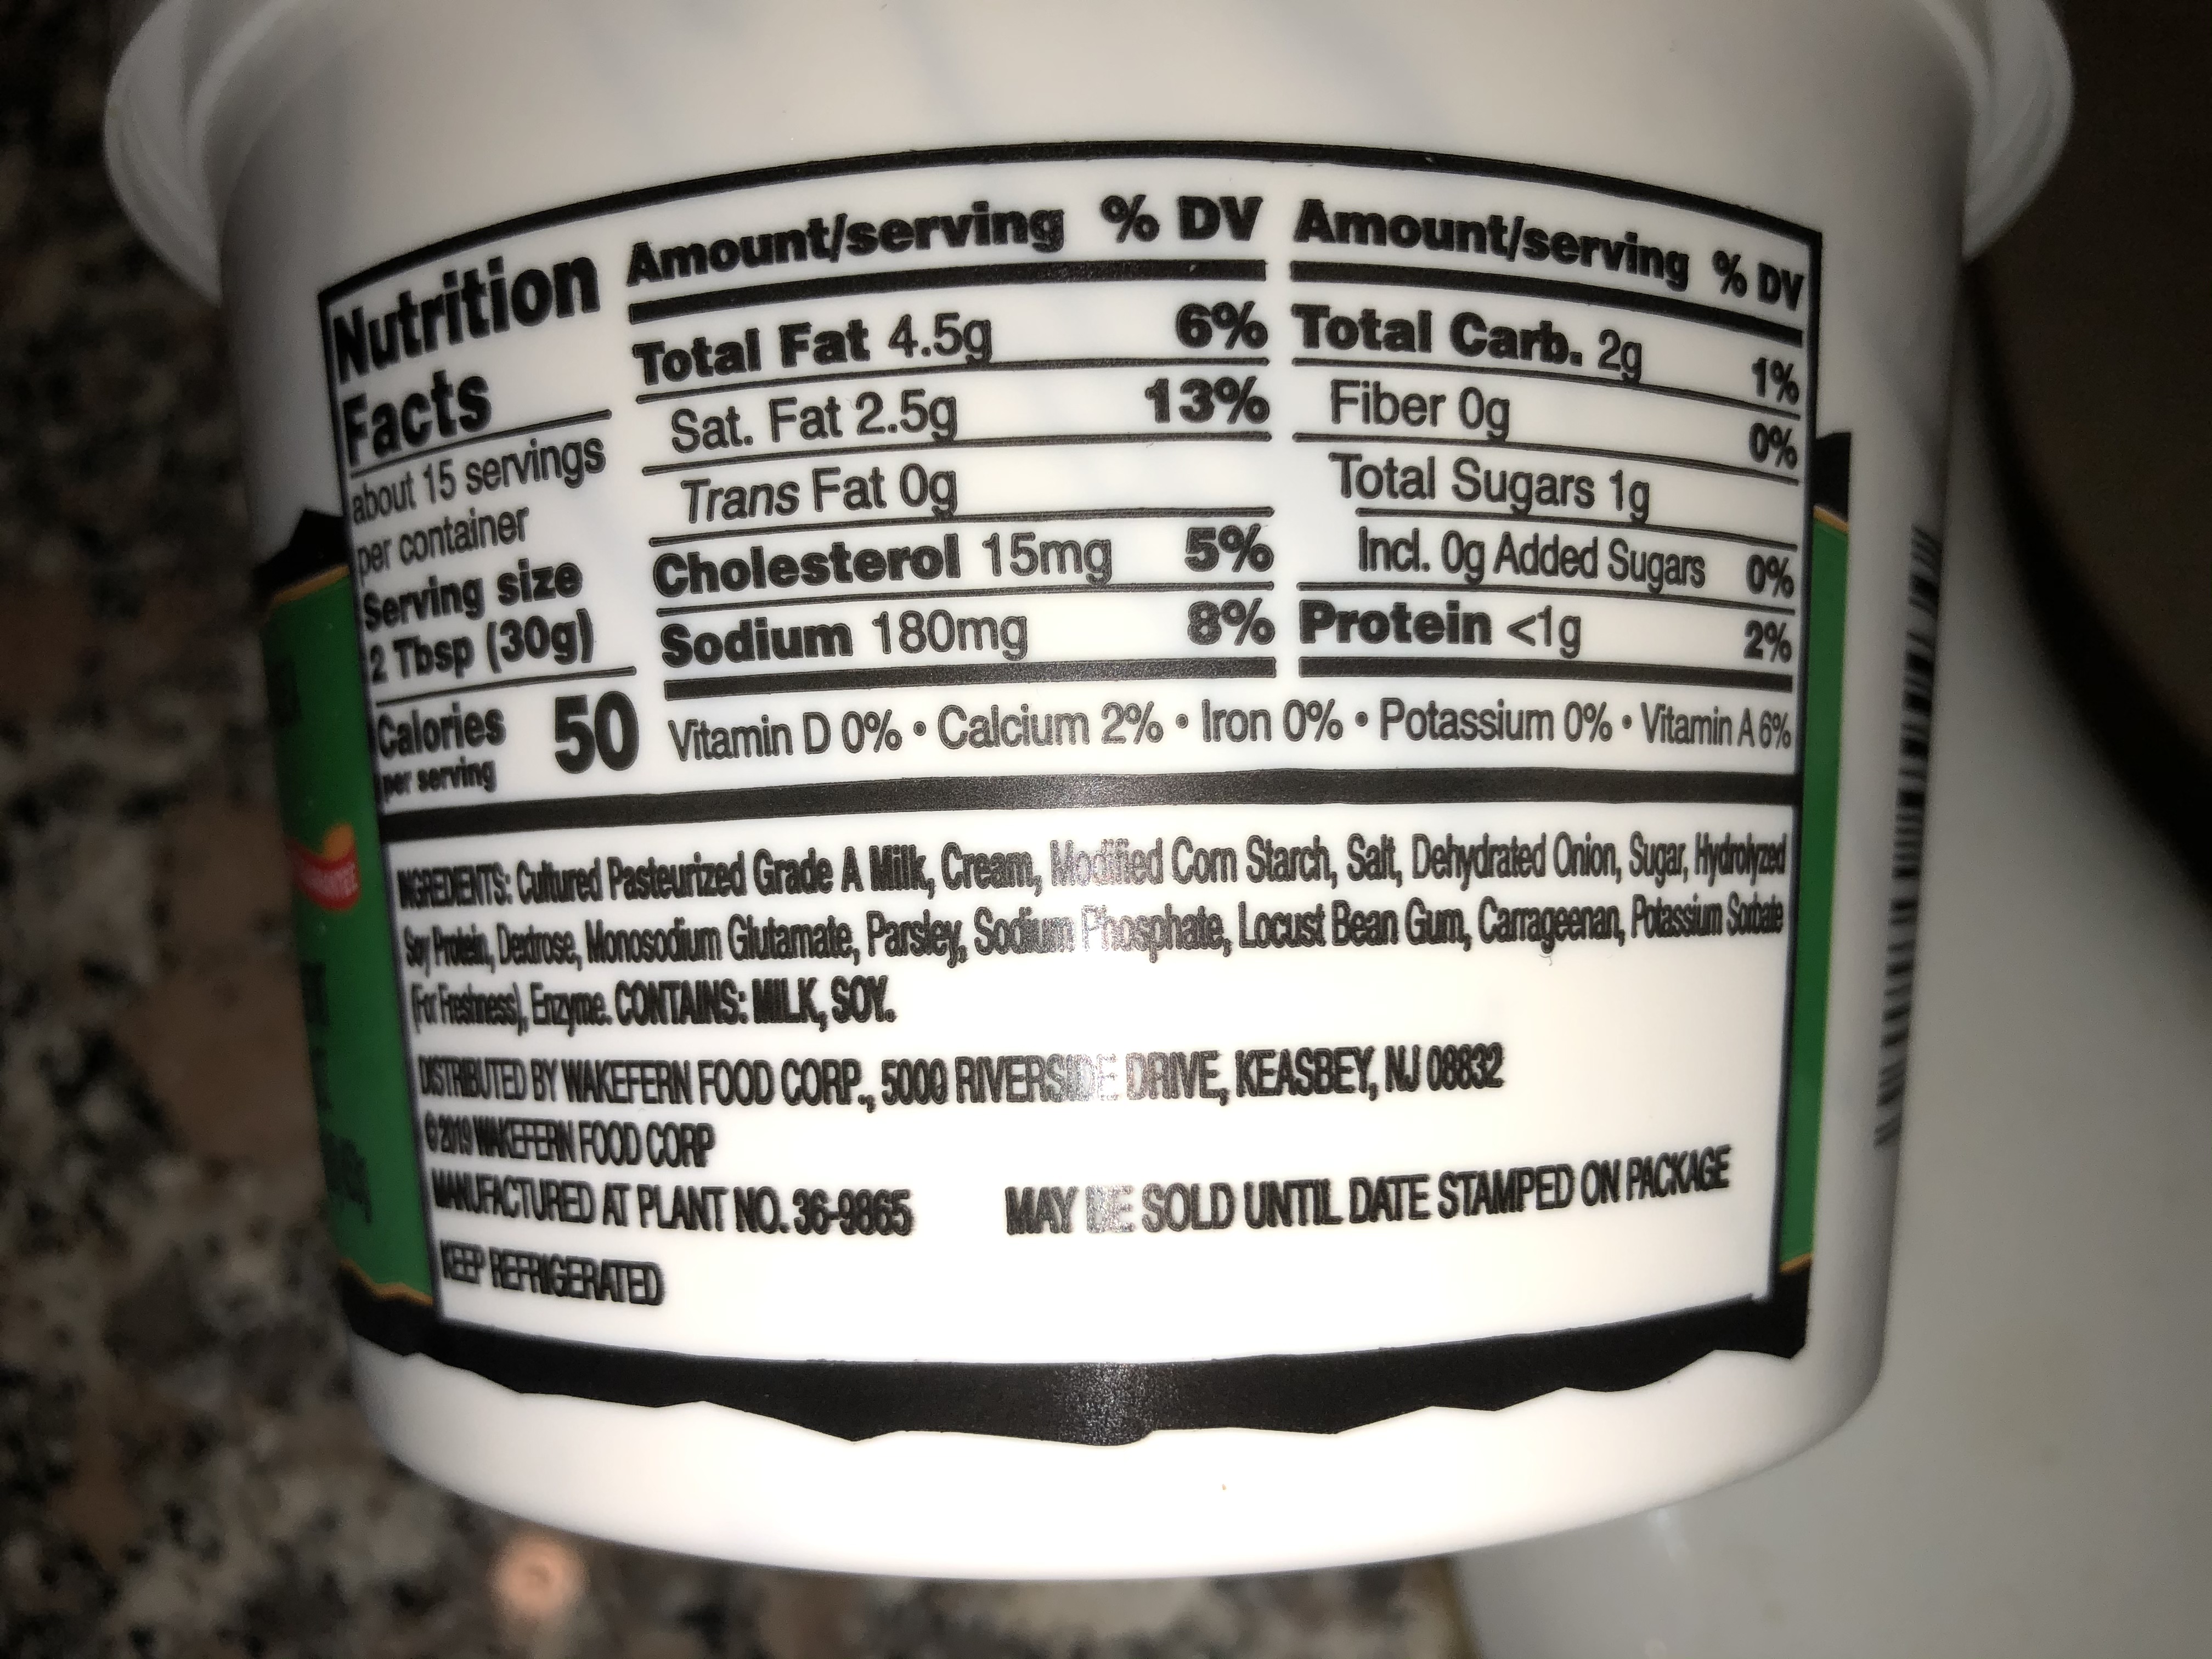 Nutrition
Facts
about 15 servings
per container
Serving size
2 Tbsp (30g)
Calories 50
per serving
Amount/serving % DV
Total Fat 4.5g 6%
Sat. Fat 2.5g 13%
Trans Fat 0g
Cholesterol 15mg 5%
Sodium 180mg 8%
Amount/serving % DV
Total Carb. 2g 1%
Fiber 0g 0%
Total Sugars 1g
Incl. 0g Added Sugars 0%
Protein <1g 2%
Vitamin D 0% • Calcium 2% • Iron 0% • Potassium 0% • Vitamin A 6%
INGREDIENTS: Cultured Pasteurized Grade A Milk, Cream, Modified Corn Starch, Salt, Dehydrated Onion, Sugar, Hydrolyzed
Soy Protein, Dextrose, Monosodium Glutamate, Parsley, Sodium Phosphate, Locust Bean Gum, Carrageenan, Potassium Sorbate
(For Freshness), Enzyme. CONTAINS: MILK, SOY.
DISTRIBUTED BY WAKEFERN FOOD CORP., 5000 RIVERSIDE DRIVE, KEASBEY, NJ 08832
© 2019 WAKEFERN FOOD CORP
MANUFACTURED AT PLANT NO. 36-9865 MAY BE SOLD UNTIL DATE STAMPED ON PACKAGE
KEEP REFRIGERATED